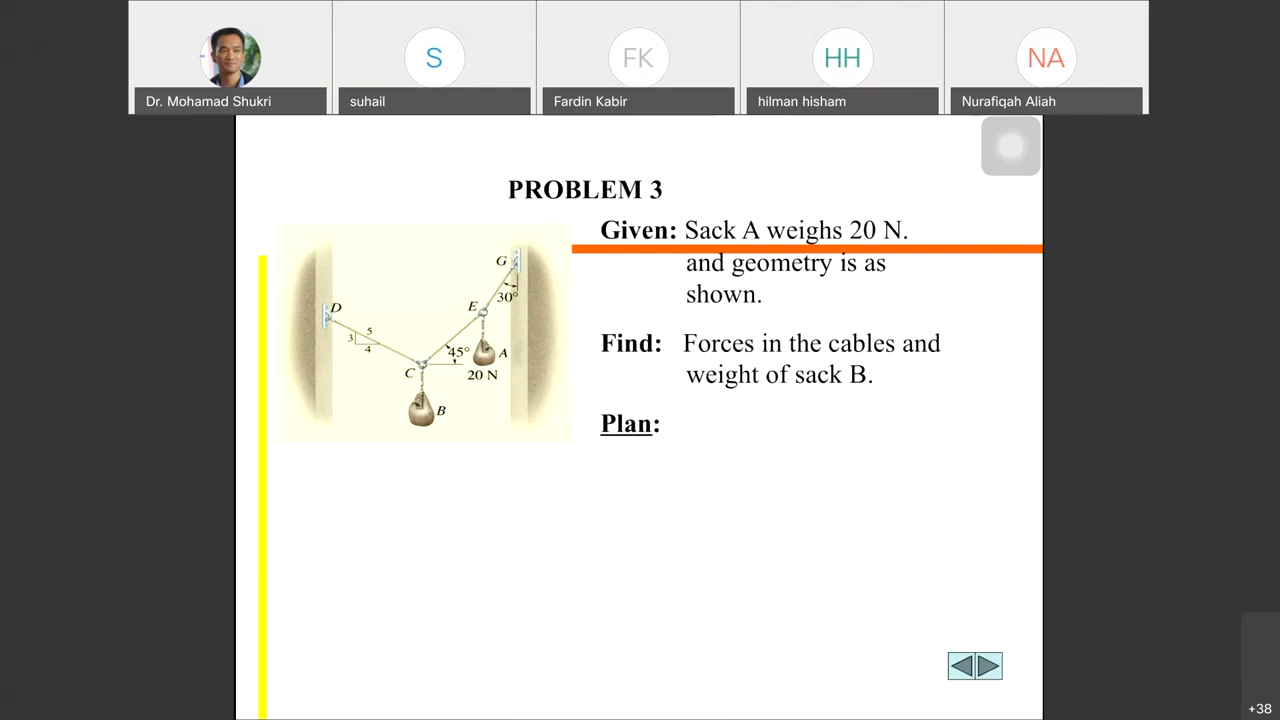 S
FK
HH
NA
Dr. Mohamad Shukri
suhail
Fardin Kabir
hilman hisham
Nurafiqah Aliah
PROBLEM 3
Given: Sack A weighs 20 N.
and geometry is as
shown.
Find: Forces in the cables and
weight of sack B.
Plan:
G
30°
E
D
5
3
4
45°
A
C
20 N
B
+38